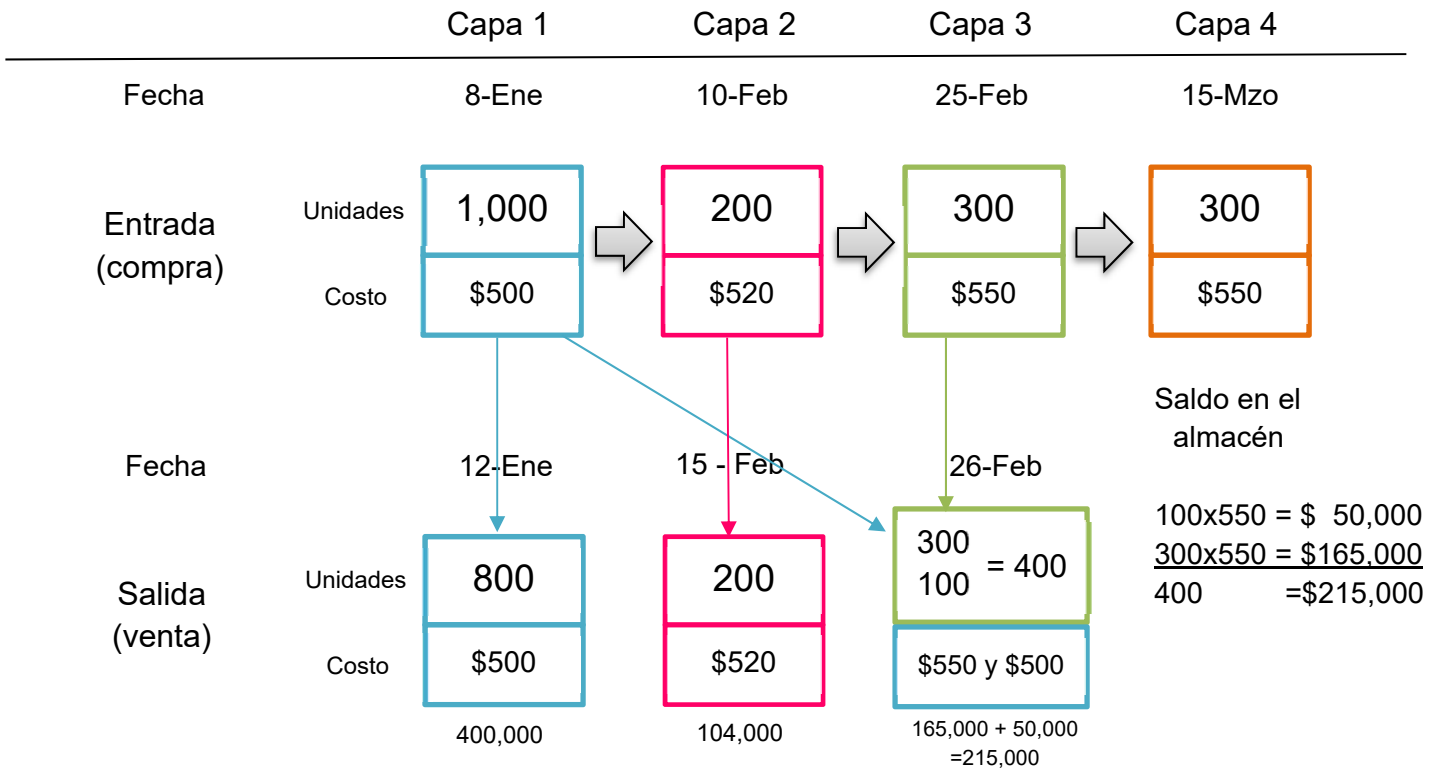 Capa 1 Capa 2 Capa 3 Capa 4
Fecha 8-Ene 10-Feb 25-Feb 15-Mzo
Entrada
(compra)
Unidades 1,000 200 300 300
Costo $500 $520 $550 $550
Saldo en el
almacén
Fecha 12-Ene 15 - Feb 26-Feb
100x550 = $ 50,000
300x550 = $165,000
400 =$215,000
Salida
(venta)
Unidades 800 200
300
100
= 400
Costo $500 $520 $550 y $500
400,000 104,000 165,000 + 50,000
=215,000